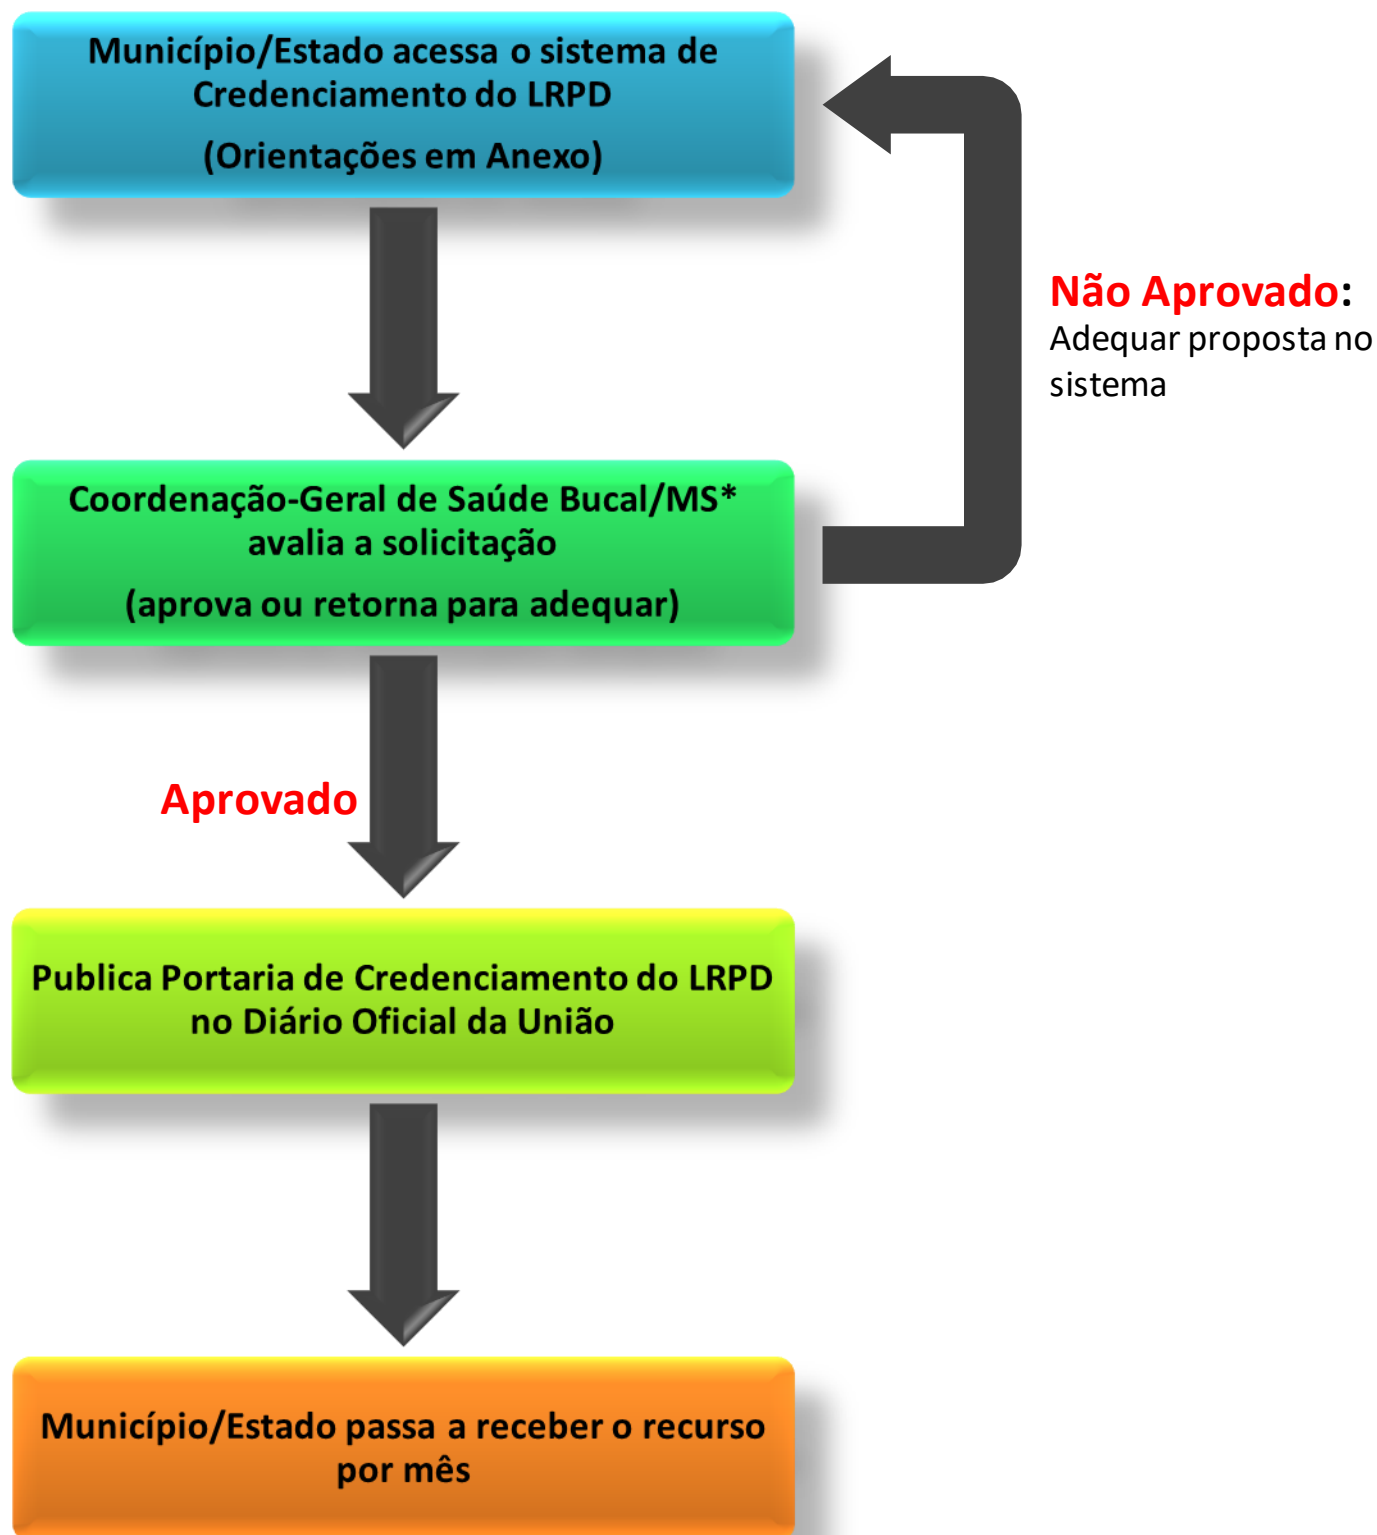 Município/Estado acessa o sistema de
Credenciamento do LRPD
(Orientações em Anexo)
Não Aprovado:
Adequar proposta no
sistema
Coordenação-Geral de Saúde Bucal/MS*
avalia a solicitação
(aprova ou retorna para adequar)
Aprovado
Publica Portaria de Credenciamento do LRPD
no Diário Oficial da União
Município/Estado passa a receber o recurso
por mês